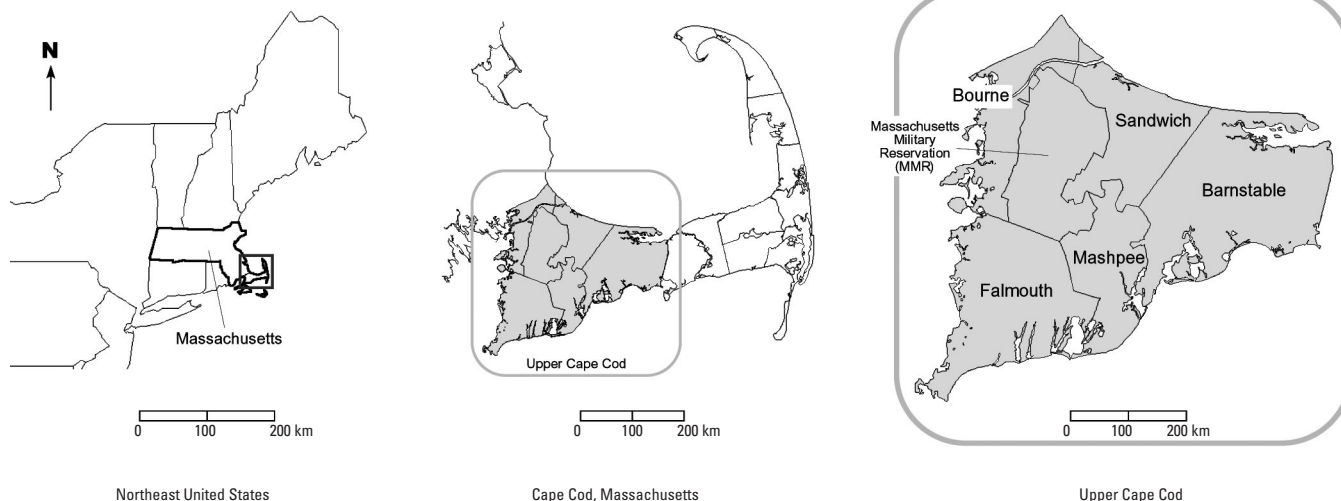 N
Massachusetts
0 100 200 km
Northeast United States
Upper Cape Cod
0 100 200 km
Cape Cod, Massachusetts
Bourne
Massachusetts
Military
Reservation
(MMR)
Sandwich
Barnstable
Mashpee
Falmouth
0 100 200 km
Upper Cape Cod